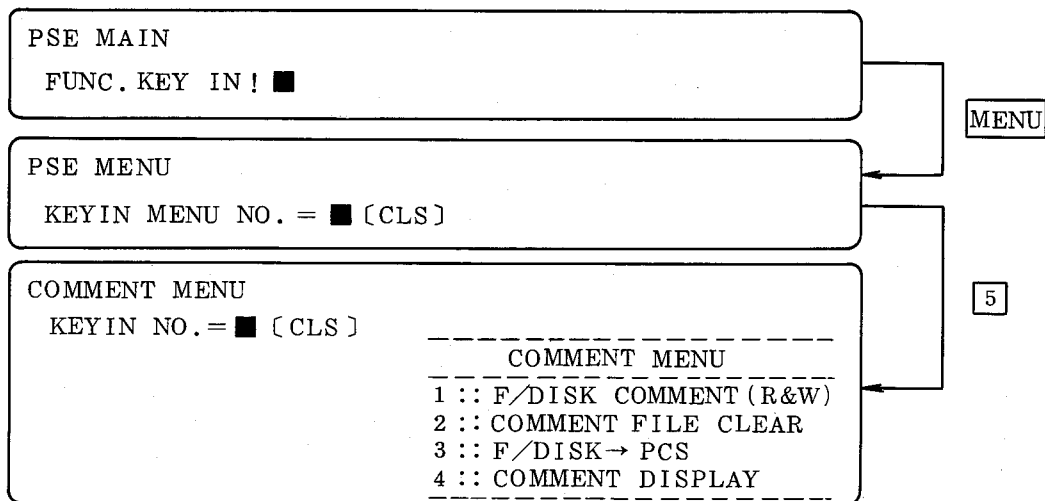 PSE MAIN
FUNC. KEY IN! ■
MENU
PSE MENU
KEYIN MENU NO. = ■ [CLS]
5
COMMENT MENU
KEYIN NO. = ■ [CLS]
COMMENT MENU
1 :: F/DISK COMMENT (R&W)
2 :: COMMENT FILE CLEAR
3 :: F/DISK→ PCS
4 :: COMMENT DISPLAY